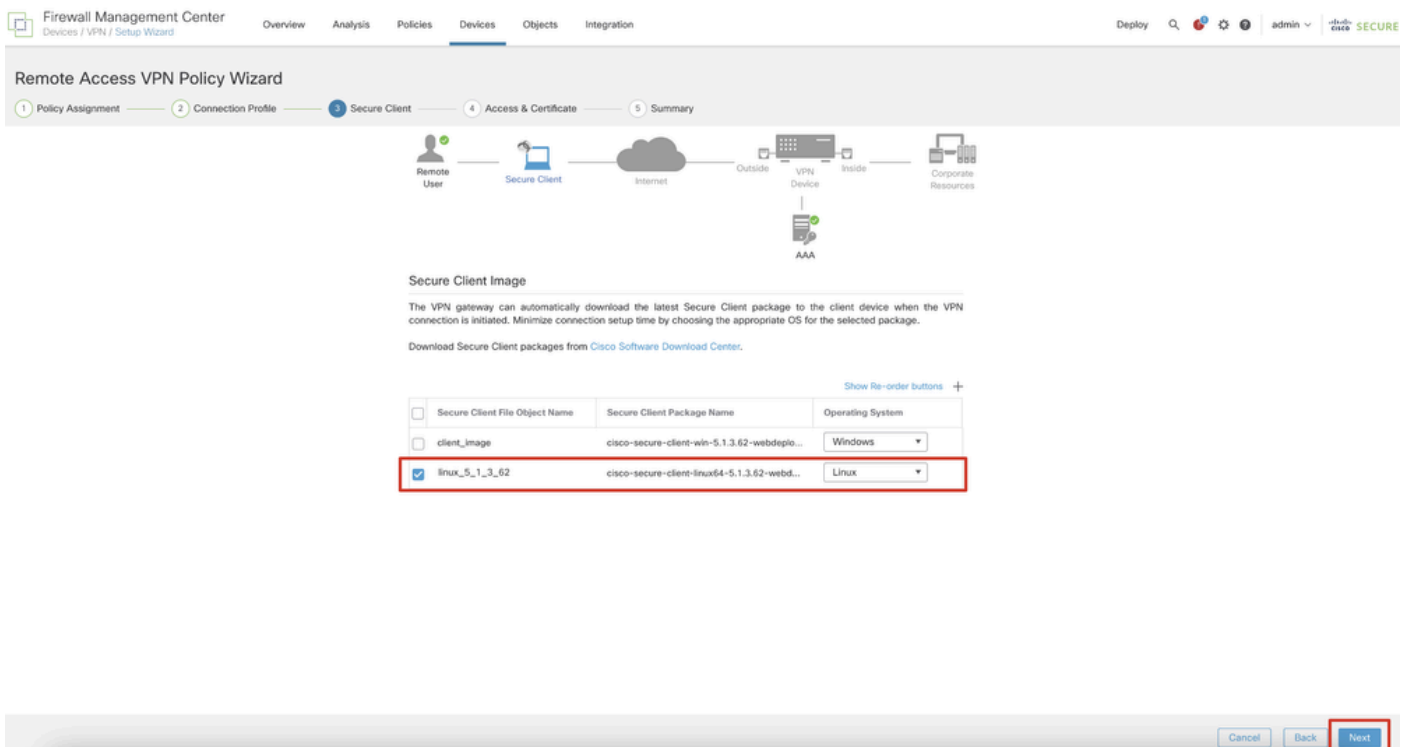 Firewall Management Center
Devices / VPN / Setup Wizard
Overview Analysis Policies Devices Objects Integration
Deploy admin cisco SECURE
Remote Access VPN Policy Wizard
1 Policy Assignment 2 Connection Profile 3 Secure Client 4 Access & Certificate 5 Summary
Remote User
Secure Client
Internet
Outside
VPN Device
Inside
Corporate Resources
AAA
Secure Client Image
The VPN gateway can automatically download the latest Secure Client package to the client device when the VPN
connection is initiated. Minimize connection setup time by choosing the appropriate OS for the selected package.
Download Secure Client packages from Cisco Software Download Center.
Show Re-order buttons +
Secure Client File Object Name Secure Client Package Name Operating System
client_image cisco-secure-client-win-5.1.3.62-webdeplo... Windows
linux_5_1_3_62 cisco-secure-client-linux64-5.1.3.62-webd... Linux
Cancel Back Next